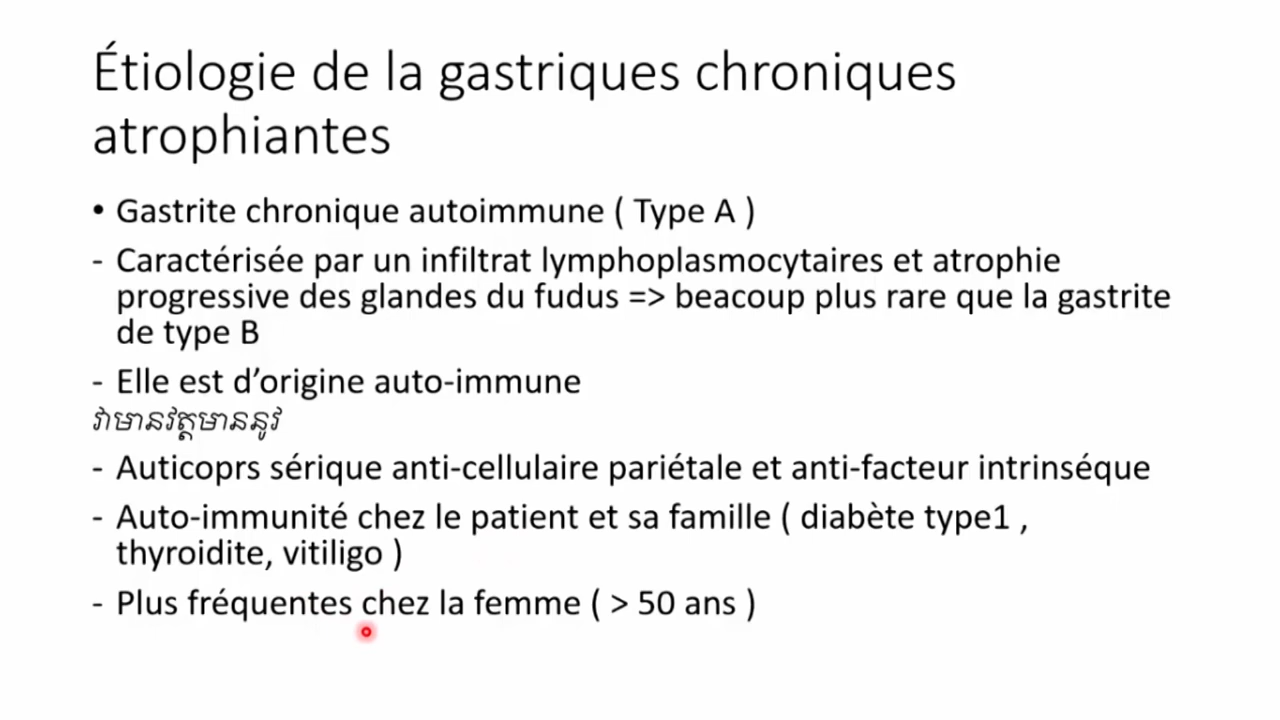 Étiologie de la gastriques chroniques
atrophiantes
• Gastrite chronique autoimmune ( Type A )
- Caractérisée par un infiltrat lymphoplasmocytaires et atrophie
progressive des glandes du fudus => beacoup plus rare que la gastrite
de type B
- Elle est d’origine auto-immune
វាមានវត្តមាននូវ
- Auticoprs sérique anti-cellulaire pariétale et anti-facteur intrinséque
- Auto-immunité chez le patient et sa famille ( diabète type1 ,
thyroidite, vitiligo )
- Plus fréquentes chez la femme ( > 50 ans )